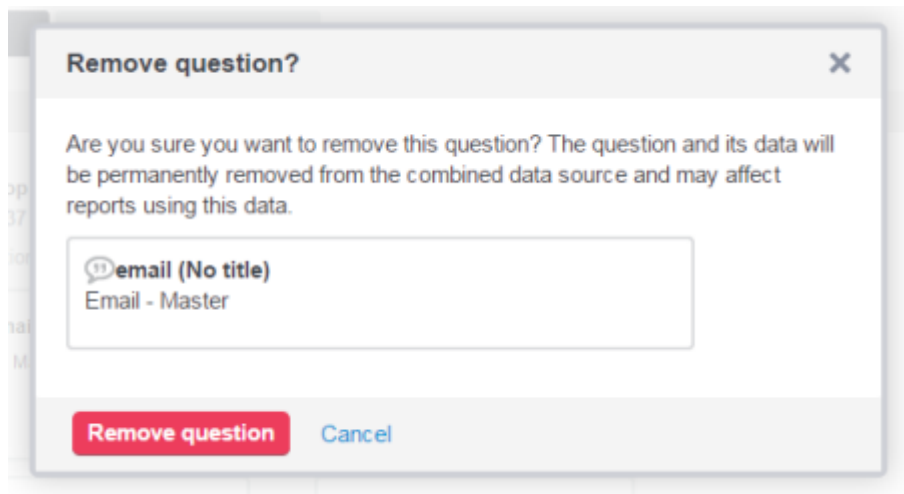 Remove question?
Are you sure you want to remove this question? The question and its data will
be permanently removed from the combined data source and may affect
reports using this data.
email (No title)
Email - Master
Remove question
Cancel